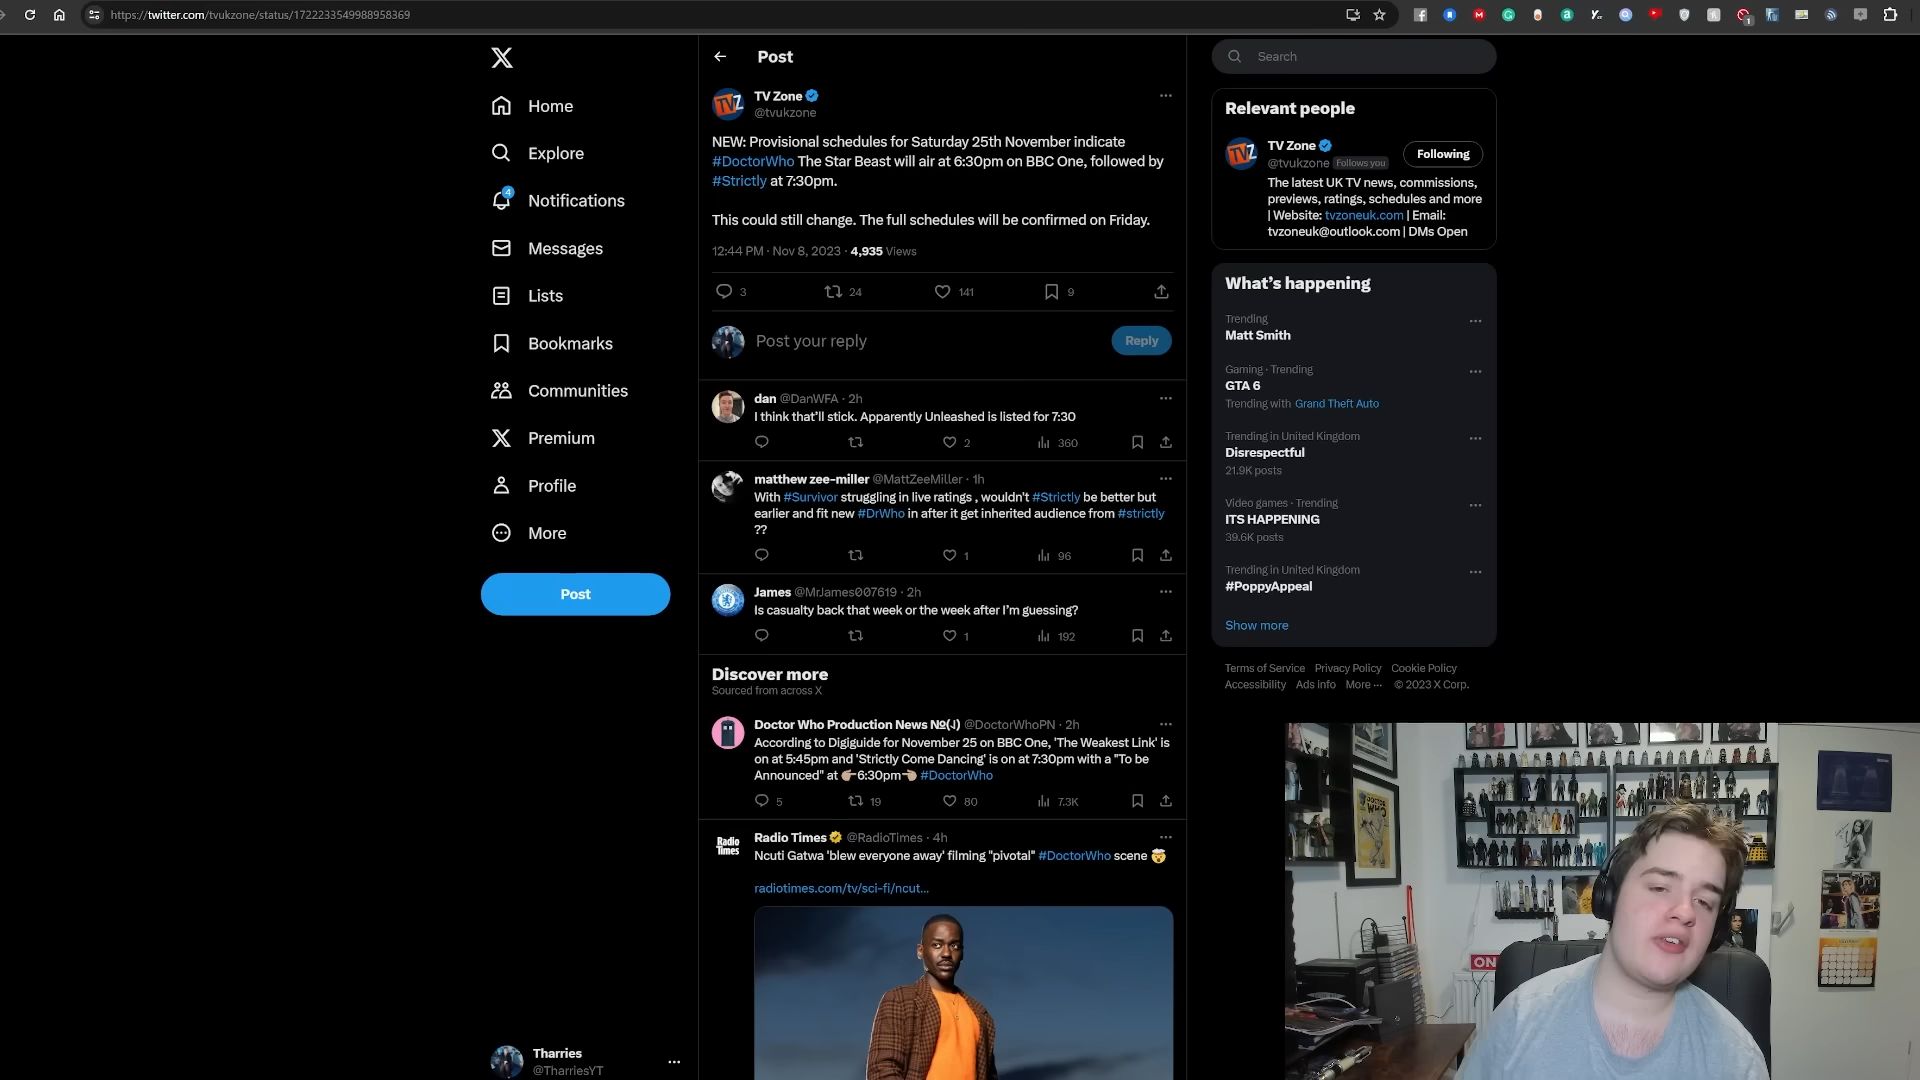 https://twitter.com/tvukzone/status/1722233549988958369
Home
Explore
4
Notifications
Messages
Lists
Bookmarks
Communities
Premium
Profile
More
Post
Tharries
@TharriesYT
Post
TV Zone
@tvukzone
NEW: Provisional schedules for Saturday 25th November indicate
#DoctorWho The Star Beast will air at 6:30pm on BBC One, followed by
#Strictly at 7:30pm.
This could still change. The full schedules will be confirmed on Friday.
12:44 PM · Nov 8, 2023 · 4,935 Views
3 24 141 9
Post your reply
Reply
dan @DanWFA · 2h
I think that'll stick. Apparently Unleashed is listed for 7:30
2 360
matthew zee-miller @MattZeeMiller · 1h
With #Survivor struggling in live ratings , wouldn't #Strictly be better but
earlier and fit new #DrWho in after it get inherited audience from #strictly
??
1 96
James @MrJames007619 · 2h
Is casualty back that week or the week after I'm guessing?
1 192
Discover more
Sourced from across X
Doctor Who Production News №(⅃) @DoctorWhoPN · 2h
According to Digiguide for November 25 on BBC One, 'The Weakest Link' is
on at 5:45pm and 'Strictly Come Dancing' is on at 7:30pm with a "To be
Announced" at 👉🏼6:30pm👈🏼 #DoctorWho
5 19 80 7.3K
Radio Times
Radio Times @RadioTimes · 4h
Ncuti Gatwa 'blew everyone away' filming "pivotal" #DoctorWho scene 🤯
radiotimes.com/tv/sci-fi/ncut...
Search
Relevant people
TV Zone
@tvukzone Follows you
Following
The latest UK TV news, commissions,
previews, ratings, schedules and more
| Website: tvzoneuk.com | Email:
tvzoneuk@outlook.com | DMs Open
What's happening
Trending
Matt Smith
Gaming · Trending
GTA 6
Trending with Grand Theft Auto
Trending in United Kingdom
Disrespectful
21.9K posts
Video games · Trending
ITS HAPPENING
39.6K posts
Trending in United Kingdom
#PoppyAppeal
Show more
Terms of Service Privacy Policy Cookie Policy
Accessibility Ads info More ··· © 2023 X Corp.
DOCTOR WHO
ON